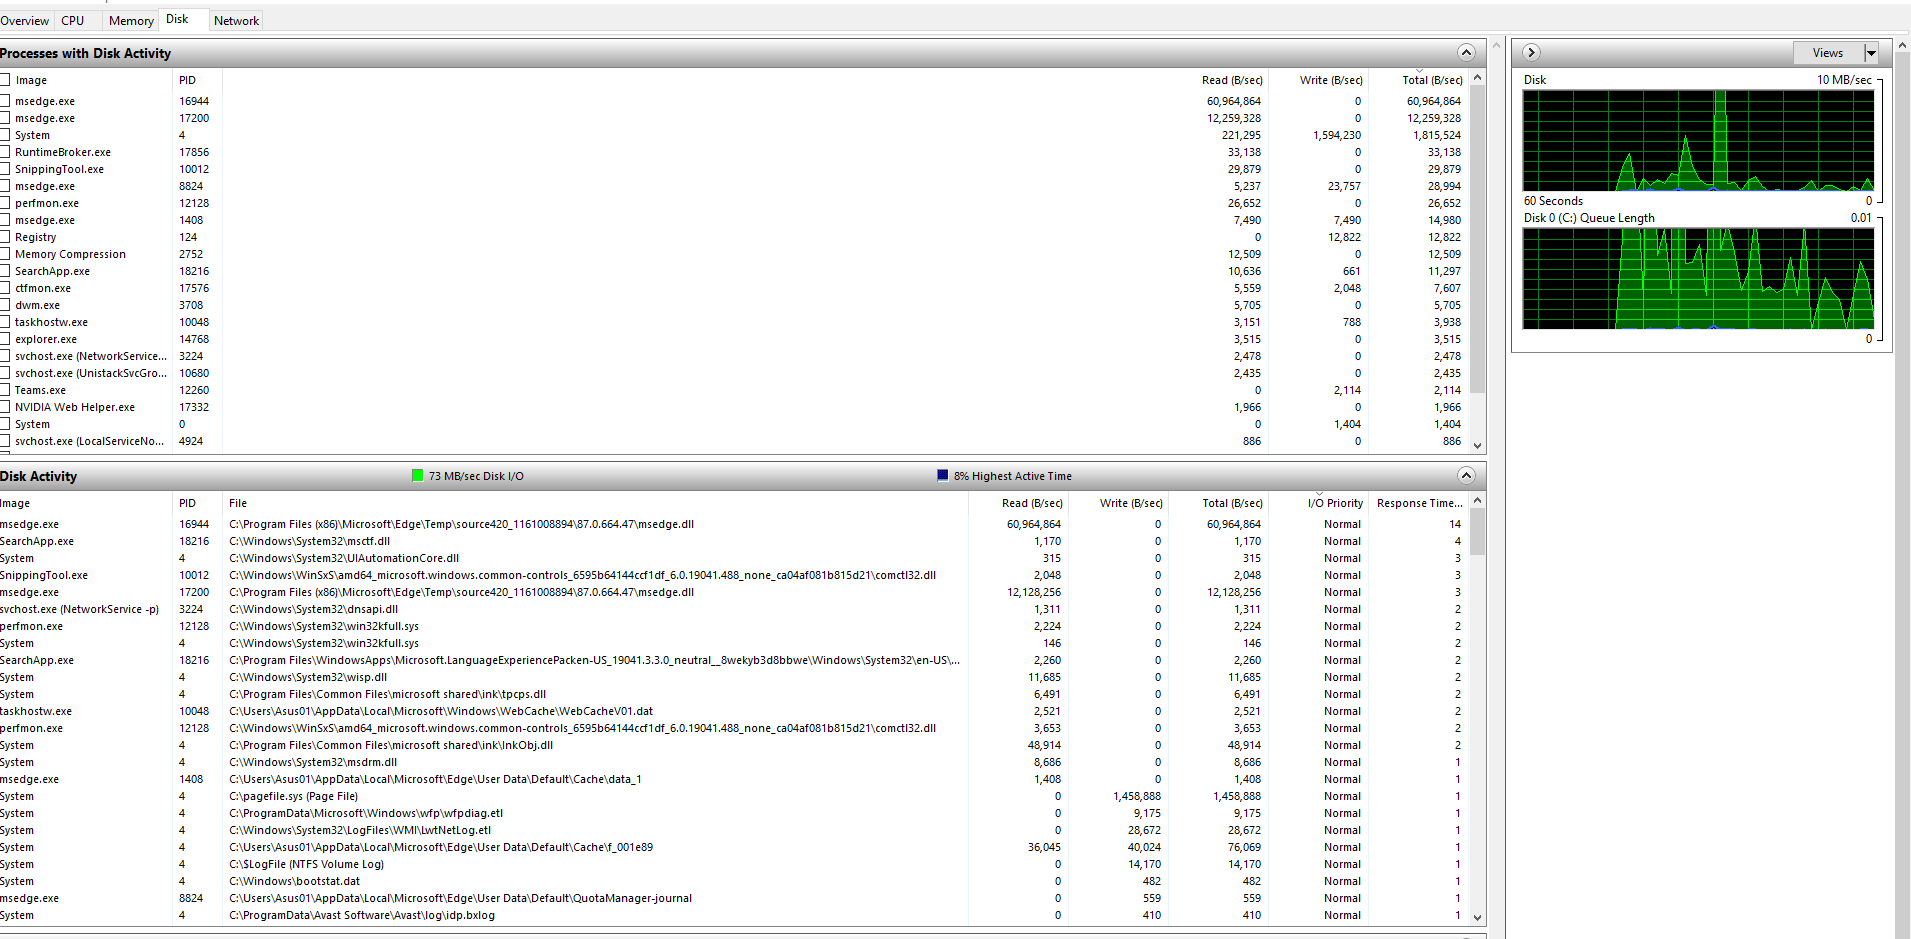 Overview CPU Memory Disk Network
Processes with Disk Activity
Image PID Read (B/sec) Write (B/sec) Total (B/sec)
msedge.exe 16944 60,964,864 0 60,964,864
msedge.exe 17200 12,259,328 0 12,259,328
System 4 221,295 1,594,230 1,815,524
RuntimeBroker.exe 17856 33,138 0 33,138
SnippingTool.exe 10012 29,879 0 29,879
msedge.exe 8824 5,237 23,757 28,994
perfmon.exe 12128 26,652 0 26,652
msedge.exe 1408 7,490 7,490 14,980
Registry 124 0 12,822 12,822
Memory Compression 2752 12,509 0 12,509
SearchApp.exe 18216 10,636 661 11,297
ctfmon.exe 17576 5,559 2,048 7,607
dwm.exe 3708 5,705 0 5,705
taskhostw.exe 10048 3,151 788 3,938
explorer.exe 14768 3,515 0 3,515
svchost.exe (NetworkService... 3224 2,478 0 2,478
svchost.exe (UnistackSvcGro... 10680 2,435 0 2,435
Teams.exe 12260 0 2,114 2,114
NVIDIA Web Helper.exe 17332 1,966 0 1,966
System 0 0 1,404 1,404
svchost.exe (LocalServiceNo... 4924 886 0 886
Disk Activity 73 MB/sec Disk I/O 8% Highest Active Time
Image PID File Read (B/sec) Write (B/sec) Total (B/sec) I/O Priority Response Time...
msedge.exe 16944 C:\Program Files (x86)\Microsoft\Edge\Temp\source420_1161008894\87.0.664.47\msedge.dll 60,964,864 0 60,964,864 Normal 14
SearchApp.exe 18216 C:\Windows\System32\msctf.dll 1,170 0 1,170 Normal 4
System 4 C:\Windows\System32\UIAutomationCore.dll 315 0 315 Normal 3
SnippingTool.exe 10012 C:\Windows\WinSxS\amd64_microsoft.windows.common-controls_6595b64144ccf1df_6.0.19041.488_none_ca04af081b815d21\comctl32.dll 2,048 0 2,048 Normal 3
msedge.exe 17200 C:\Program Files (x86)\Microsoft\Edge\Temp\source420_1161008894\87.0.664.47\msedge.dll 12,128,256 0 12,128,256 Normal 3
svchost.exe (NetworkService -p) 3224 C:\Windows\System32\dnsapi.dll 1,311 0 1,311 Normal 2
perfmon.exe 12128 C:\Windows\System32\win32kfull.sys 2,224 0 2,224 Normal 2
System 4 C:\Windows\System32\win32kfull.sys 146 0 146 Normal 2
SearchApp.exe 18216 C:\Program Files\WindowsApps\Microsoft.LanguageExperiencePacken-US_19041.3.3.0_neutral__8wekyb3d8bbwe\Windows\System32\en-US\... 2,260 0 2,260 Normal 2
System 4 C:\Windows\System32\wisp.dll 11,685 0 11,685 Normal 2
System 4 C:\Program Files\Common Files\microsoft shared\ink\tpcps.dll 6,491 0 6,491 Normal 2
taskhostw.exe 10048 C:\Users\Asus01\AppData\Local\Microsoft\Windows\WebCache\WebCacheV01.dat 2,521 0 2,521 Normal 2
perfmon.exe 12128 C:\Windows\WinSxS\amd64_microsoft.windows.common-controls_6595b64144ccf1df_6.0.19041.488_none_ca04af081b815d21\comctl32.dll 3,653 0 3,653 Normal 2
System 4 C:\Program Files\Common Files\microsoft shared\ink\InkObj.dll 48,914 0 48,914 Normal 2
System 4 C:\Windows\System32\msdrm.dll 8,686 0 8,686 Normal 1
msedge.exe 1408 C:\Users\Asus01\AppData\Local\Microsoft\Edge\User Data\Default\Cache\data_1 1,408 0 1,408 Normal 1
System 4 C:\pagefile.sys (Page File) 0 1,458,888 1,458,888 Normal 1
System 4 C:\ProgramData\Microsoft\Windows\wfp\wfpdiag.etl 0 9,175 9,175 Normal 1
System 4 C:\Windows\System32\LogFiles\WMI\LwtNetLog.etl 0 28,672 28,672 Normal 1
System 4 C:\Users\Asus01\AppData\Local\Microsoft\Edge\User Data\Default\Cache\f_001e89 36,045 40,024 76,069 Normal 1
System 4 C:\$LogFile (NTFS Volume Log) 0 14,170 14,170 Normal 1
System 4 C:\Windows\bootstat.dat 0 482 482 Normal 1
msedge.exe 8824 C:\Users\Asus01\AppData\Local\Microsoft\Edge\User Data\Default\QuotaManager-journal 0 559 559 Normal 1
System 4 C:\ProgramData\Avast Software\Avast\log\idp.bxlog 0 410 410 Normal 1
Views
Disk 10 MB/sec
60 Seconds 0
Disk 0 (C:) Queue Length 0.01
0